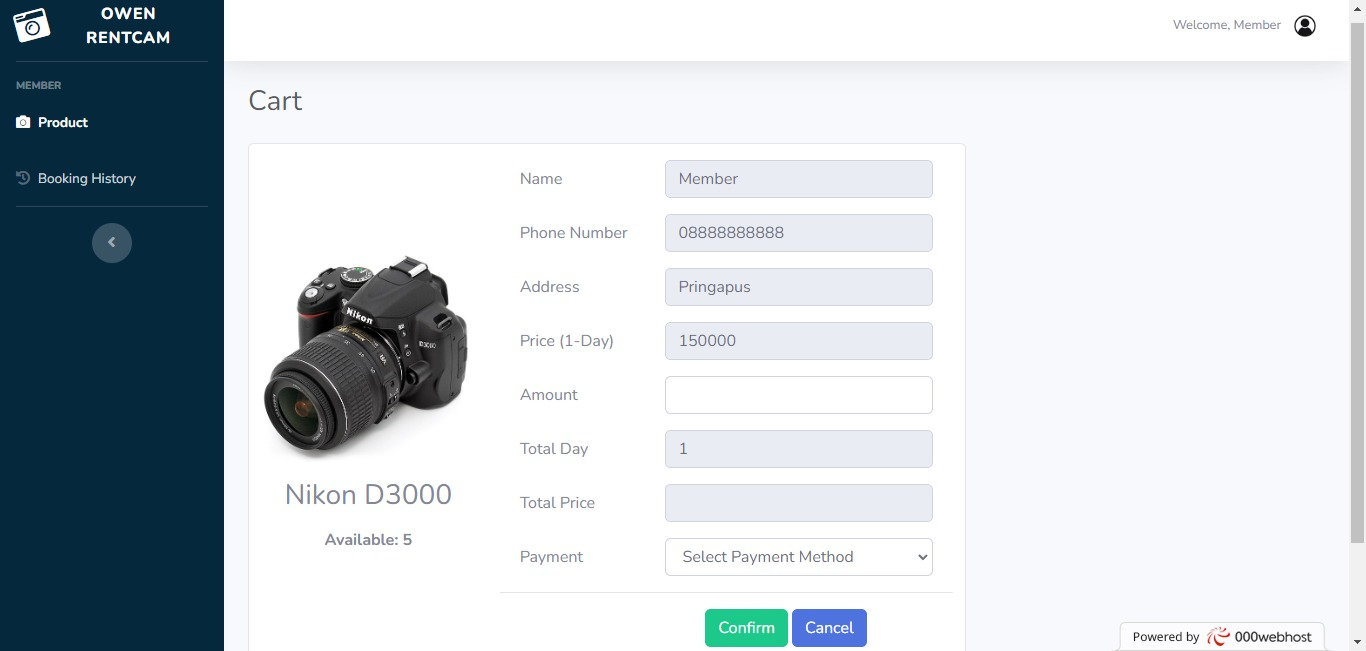 OWEN
RENTCAM
Welcome, Member
MEMBER
Product
Booking History
Cart
Name
Member
Phone Number
08888888888
Address
Pringapus
Price (1-Day)
150000
Amount
Total Day
1
Total Price
Payment
Select Payment Method
Nikon
D3000
Nikon D3000
Available: 5
Confirm
Cancel
Powered by 000webhost